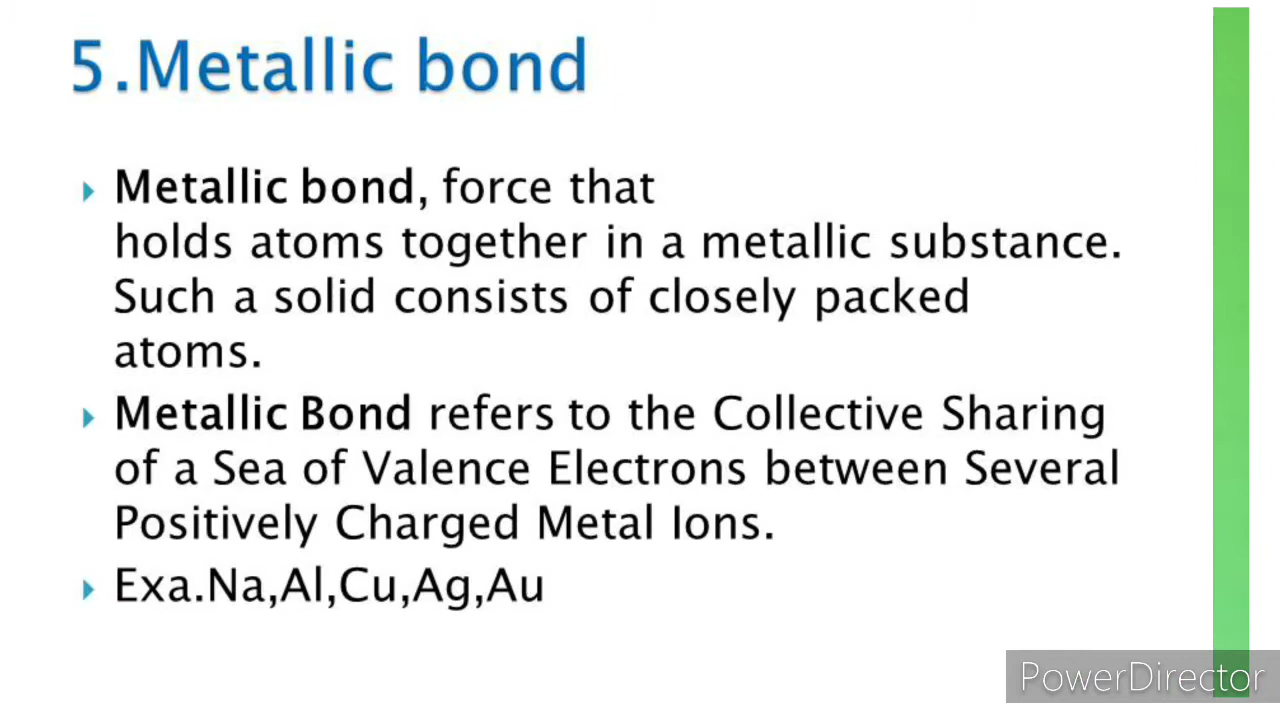 5.Metallic bond
Metallic bond, force that
holds atoms together in a metallic substance.
Such a solid consists of closely packed
atoms.
Metallic Bond refers to the Collective Sharing
of a Sea of Valence Electrons between Several
Positively Charged Metal Ions.
Exa.Na,Al,Cu,Ag,Au
PowerDirector